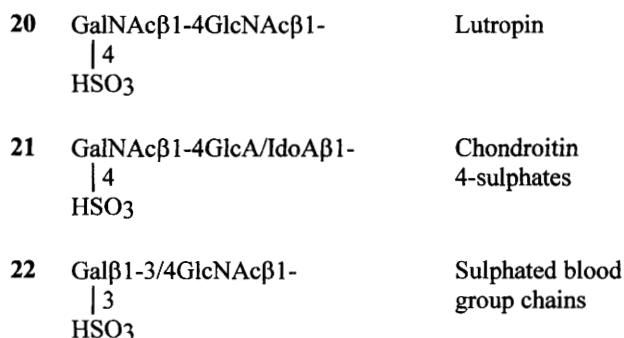 20 GalNAcβ1-4GlcNAcβ1- Lutropin
|4
HSO3
21 GalNAcβ1-4GlcA/IdoAβ1- Chondroitin
|4 4-sulphates
HSO3
22 Galβ1-3/4GlcNAcβ1- Sulphated blood
|3 group chains
HSO3